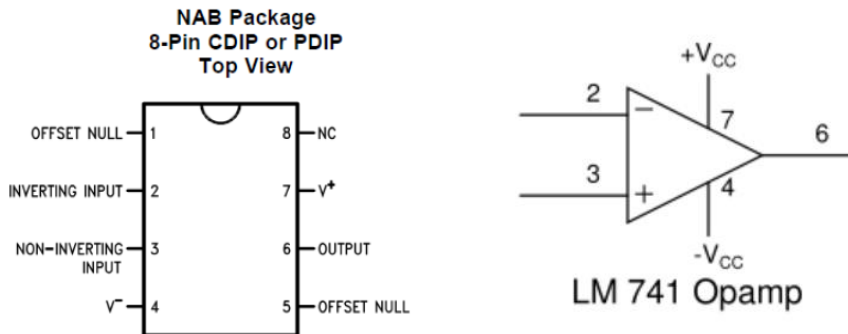 NAB Package
8-Pin CDIP or PDIP
Top View
OFFSET NULL 1 8 NC
INVERTING INPUT 2 7 V⁺
NON-INVERTING 3 6 OUTPUT
INPUT
V⁻ 4 5 OFFSET NULL
+VCC
2 − 7 6
3 + 4
-VCC
LM 741 Opamp